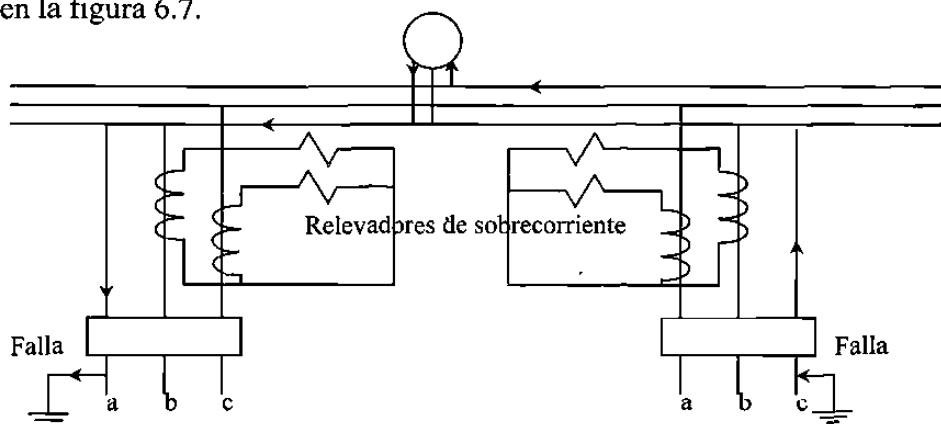 en la figura 6.7.
Relevadores de sobrecorriente
Falla
Falla
a b c
a b c